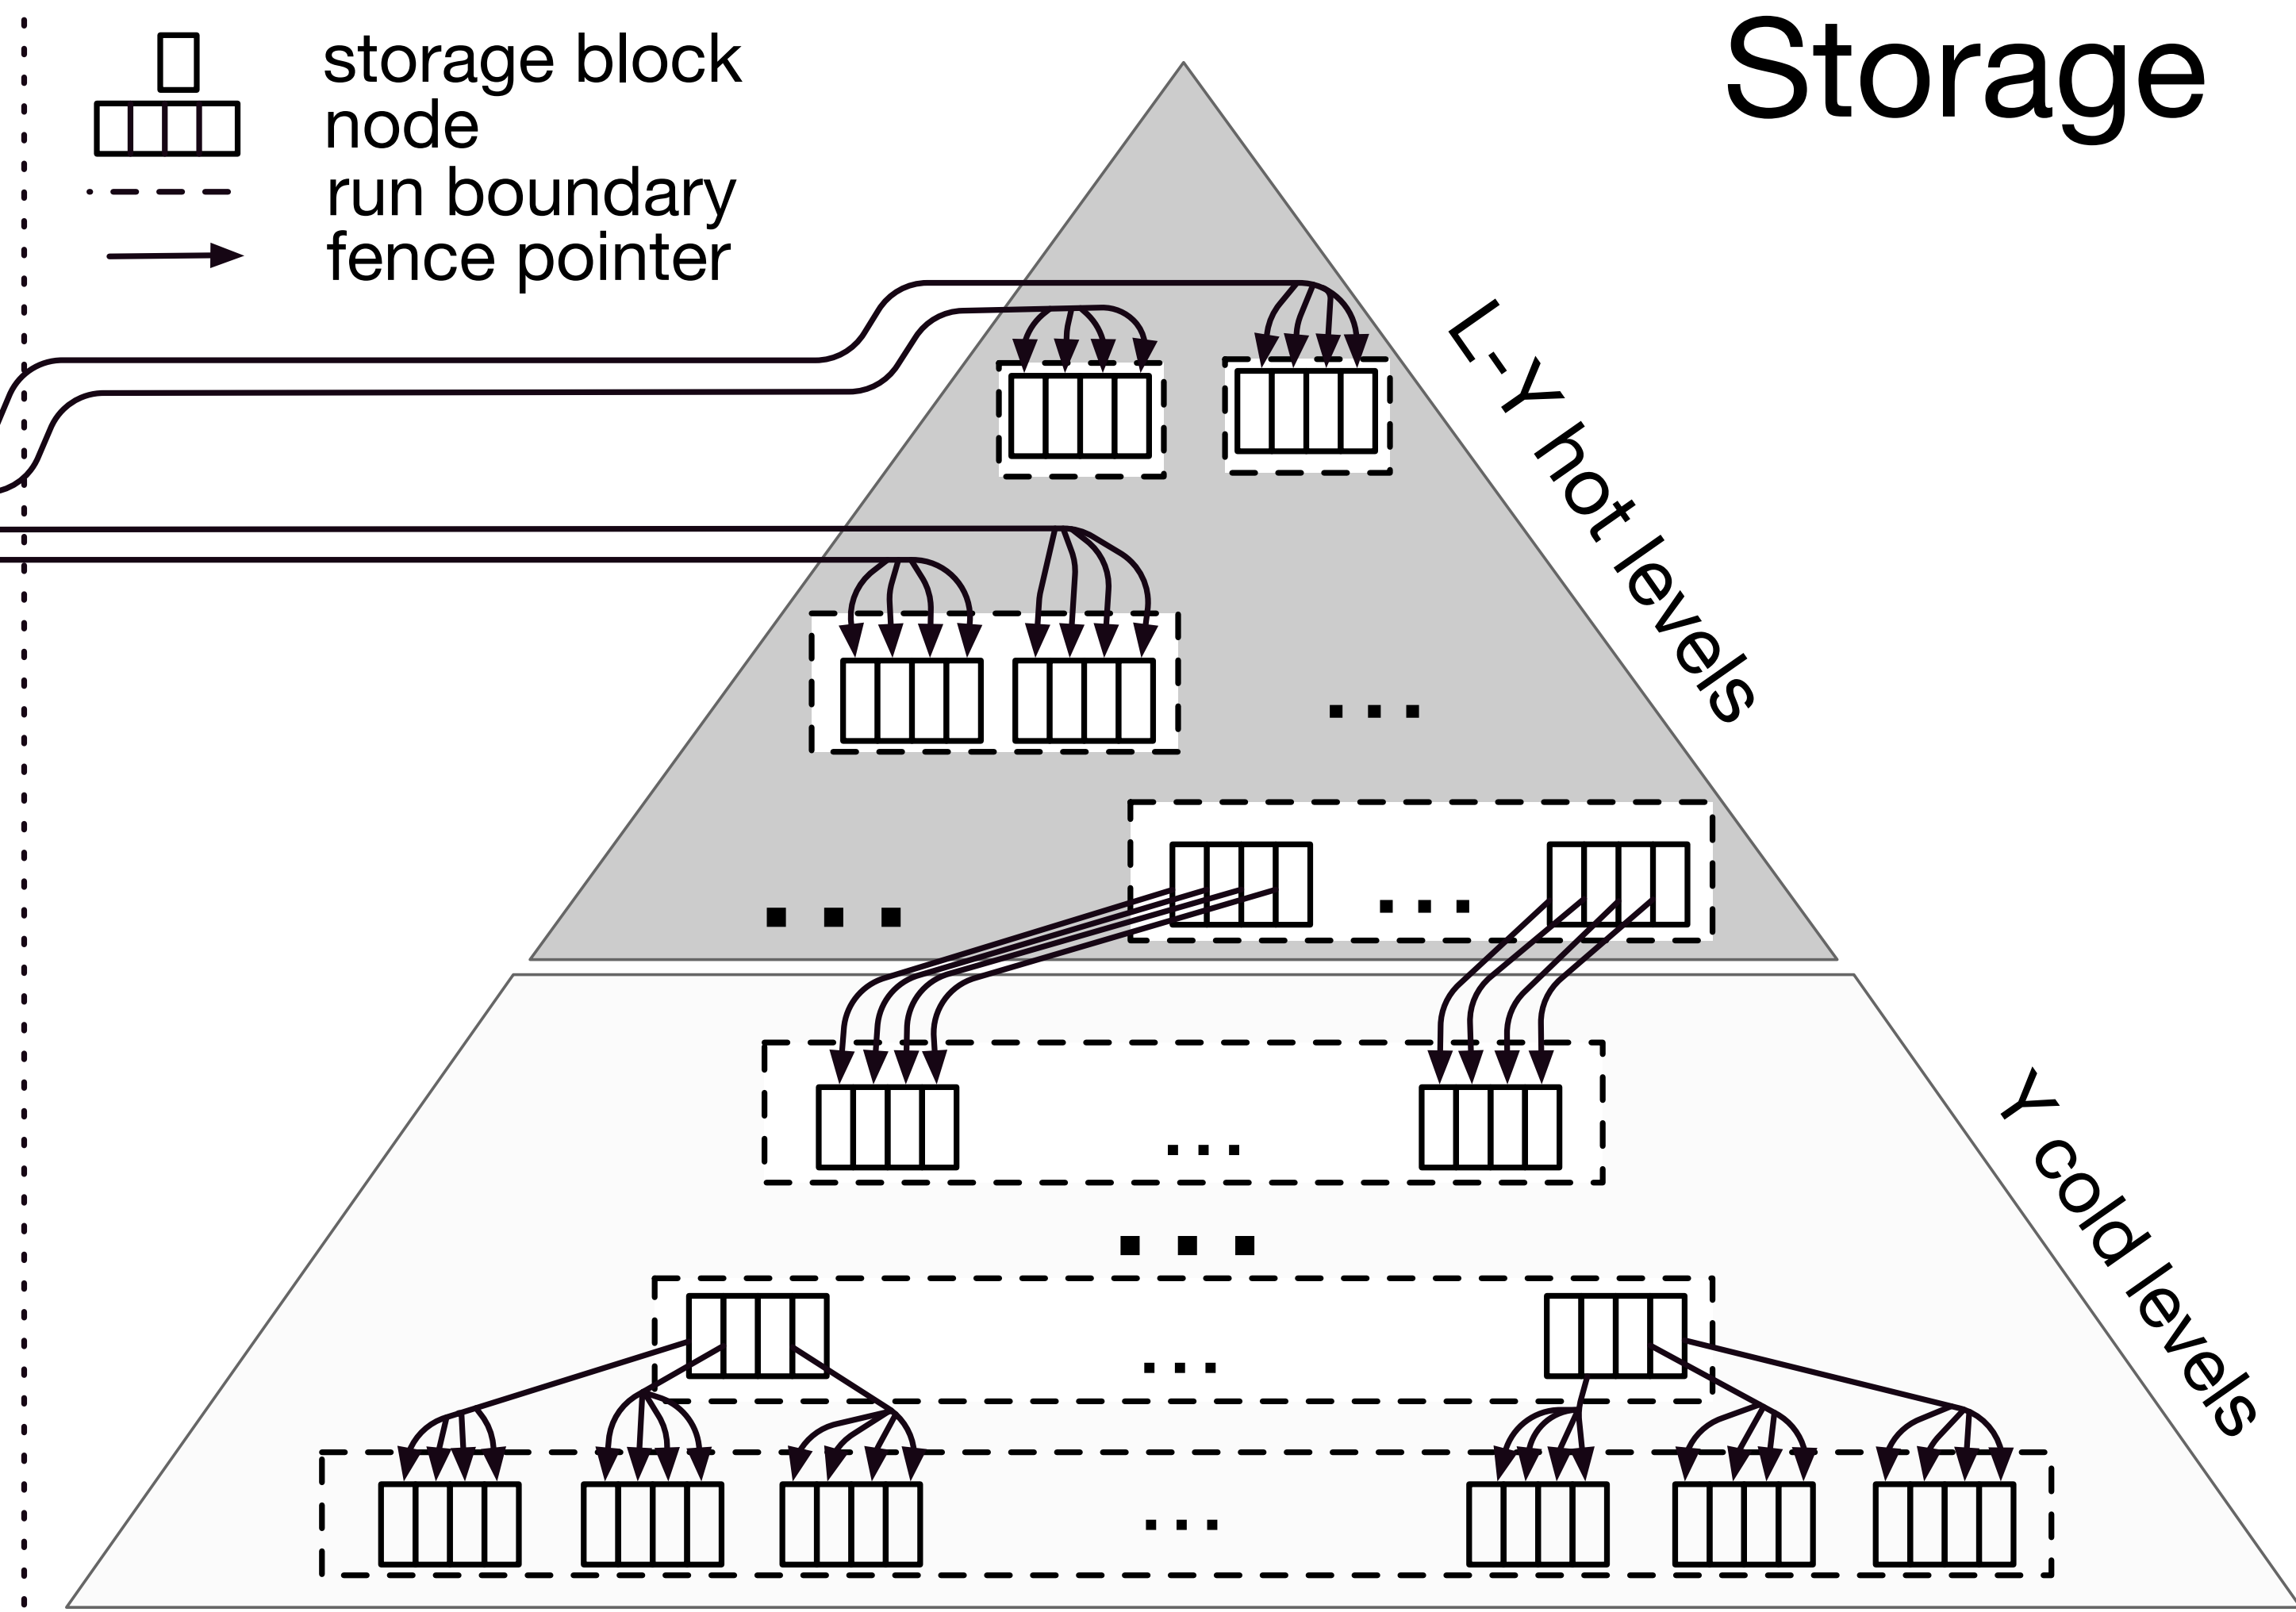 Storage
storage block
node
run boundary
fence pointer
L-Y hot levels
...
...
...
...
...
...
...
Y cold levels